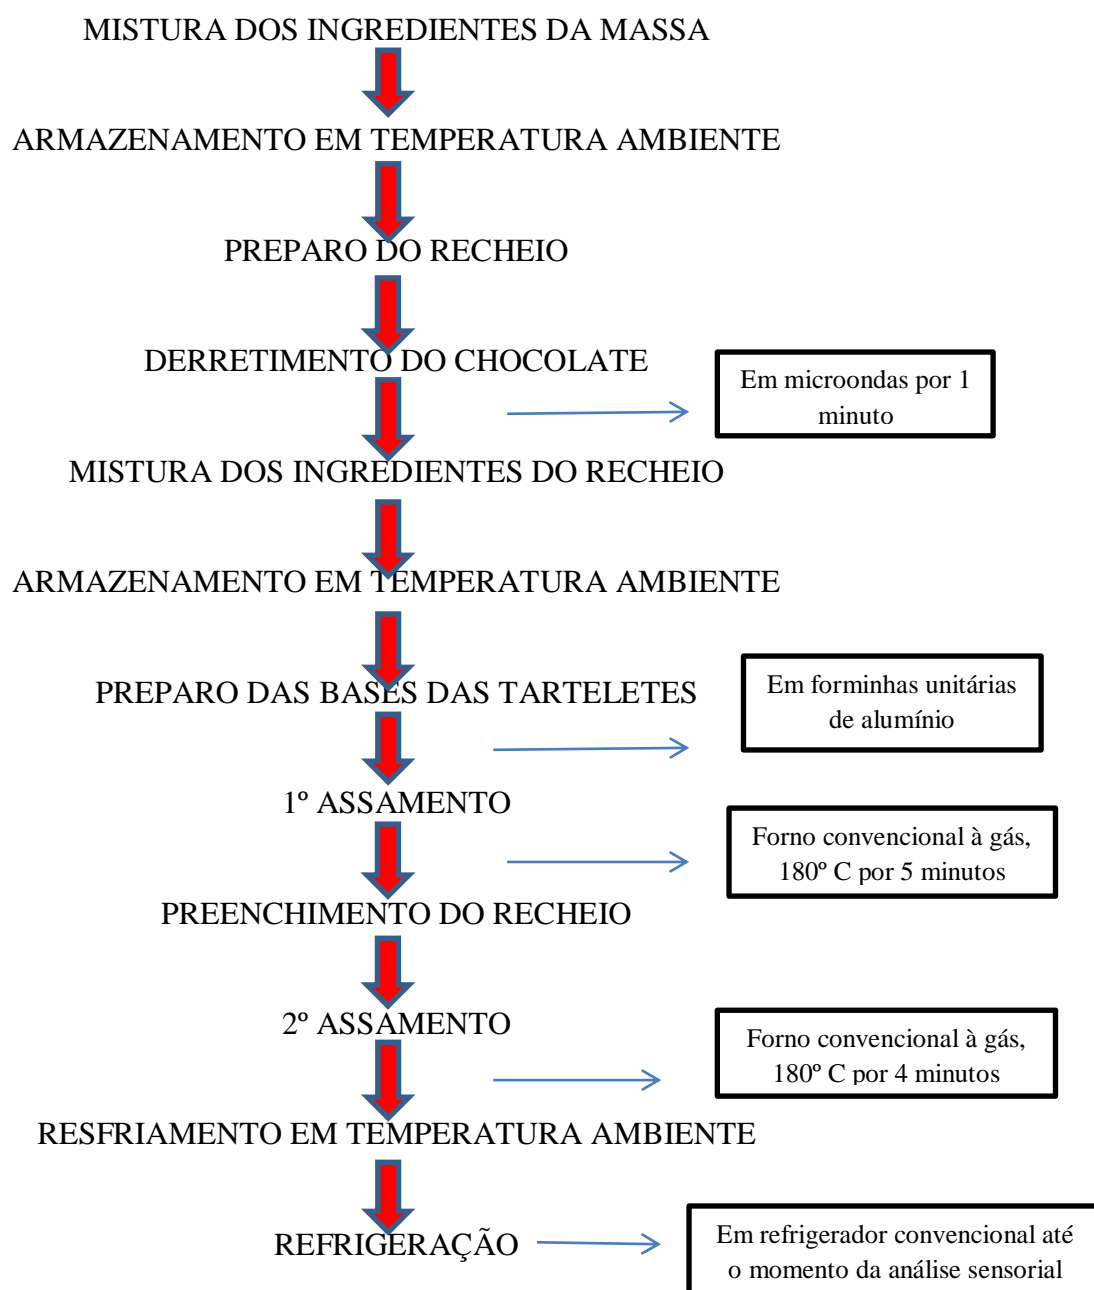 MISTURA DOS INGREDIENTES DA MASSA
ARMAZENAMENTO EM TEMPERATURA AMBIENTE
PREPARO DO RECHEIO
DERRETIMENTO DO CHOCOLATE
Em microondas por 1
minuto
MISTURA DOS INGREDIENTES DO RECHEIO
ARMAZENAMENTO EM TEMPERATURA AMBIENTE
PREPARO DAS BASES DAS TARTELETES
Em forminhas unitárias
de alumínio
1º ASSAMENTO
Forno convencional à gás,
180º C por 5 minutos
PREENCHIMENTO DO RECHEIO
2º ASSAMENTO
Forno convencional à gás,
180º C por 4 minutos
RESFRIAMENTO EM TEMPERATURA AMBIENTE
REFRIGERAÇÃO
Em refrigerador convencional até
o momento da análise sensorial